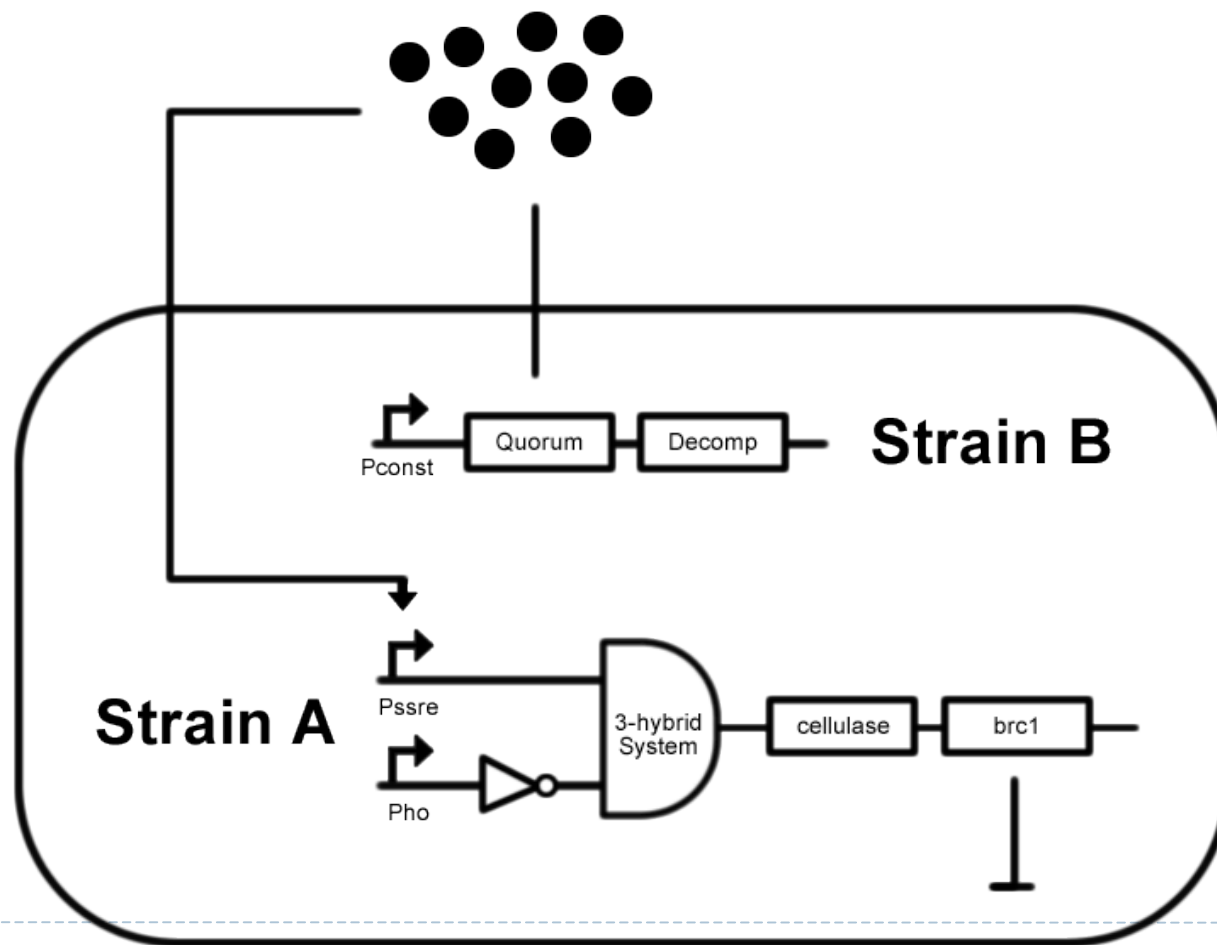 Quorum
Decomp
Strain B
Pconst
Strain A
Pssre
3-hybrid
System
cellulase
brc1
Pho